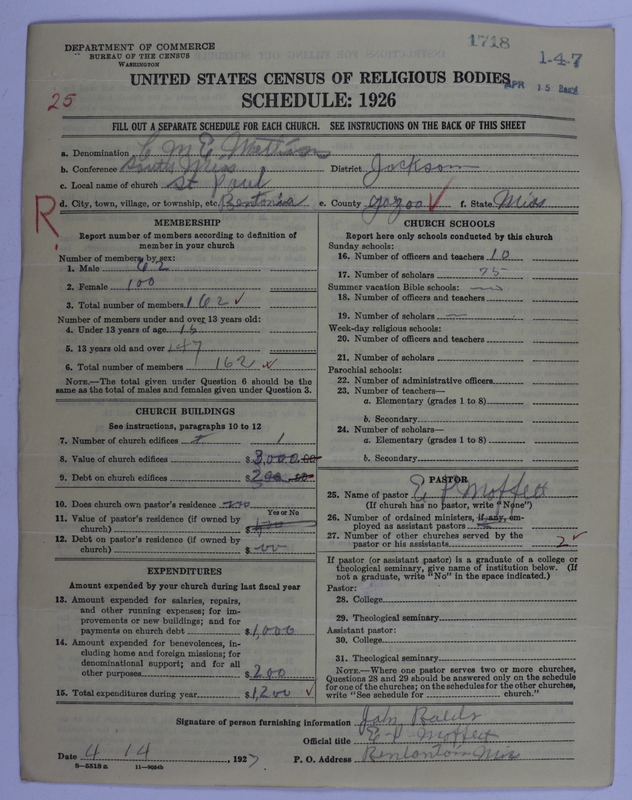 DEPARTMENT OF COMMERCE
BUREAU OF THE CENSUS
WASHINGTON
1718
1-4-7
APR 15
UNITED STATES CENSUS OF RELIGIOUS BODIES
25
SCHEDULE: 1926
FILL OUT A SEPARATE SCHEDULE FOR EACH CHURCH. SEE INSTRUCTIONS ON THE BACK OF THIS SHEET
a. Denomination C M E
b. Conference South Miss District Jackson
c. Local name of church St Paul
R. d. City, town, village, or township, etc. Bentonia e. County Yazoo f. State Miss
MEMBERSHIP
Report number of members according to definition of member in your church
Number of members by sex:
1. Male 62
2. Female 100
3. Total number of members 162
Number of members under and over 13 years old:
4. Under 13 years of age 15
5. 13 years old and over 147
6. Total number of members 162
NOTE.—The total given under Question 6 should be the same as the total of males and females given under Question 3.
CHURCH BUILDINGS
See instructions, paragraphs 10 to 12
7. Number of church edifices 1
8. Value of church edifices $ 3,000.00
9. Debt on church edifices $ 200.00
10. Does church own pastor's residence no
Yes or No
11. Value of pastor's residence (if owned by church) $
12. Debt on pastor's residence (if owned by church) $ 00
EXPENDITURES
Amount expended by your church during last fiscal year
13. Amount expended for salaries, repairs, and other running expenses; for improvements or new buildings; and for payments on church debt $ 1,000
14. Amount expended for benevolences, including home and foreign missions; for denominational support; and for all other purposes $ 200
15. Total expenditures during year $ 1,200
CHURCH SCHOOLS
Report here only schools conducted by this church
Sunday schools:
16. Number of officers and teachers 10
17. Number of scholars 75
Summer vacation Bible schools:
18. Number of officers and teachers
19. Number of scholars
Week-day religious schools:
20. Number of officers and teachers
21. Number of scholars
Parochial schools:
22. Number of administrative officers
23. Number of teachers—
a. Elementary (grades 1 to 8)
b. Secondary
24. Number of scholars—
a. Elementary (grades 1 to 8)
b. Secondary
PASTOR
25. Name of pastor E P Moffett
(If church has no pastor, write "None")
26. Number of ordained ministers, if any, employed as assistant pastors
27. Number of other churches served by the pastor or his assistants 2
If pastor (or assistant pastor) is a graduate of a college or theological seminary, give name of institution below. (If not a graduate, write "No" in the space indicated.)
Pastor:
28. College
29. Theological seminary
Assistant pastor:
30. College
31. Theological seminary
NOTE.—Where one pastor serves two or more churches, Questions 28 and 29 should be answered only on the schedule for one of the churches; on the schedules for the other churches, write "See schedule for church."
Signature of person furnishing information
Official title E P Moffett
Date 4 14, 1927 P. O. Address Miss
8-5518 a 11-9054b